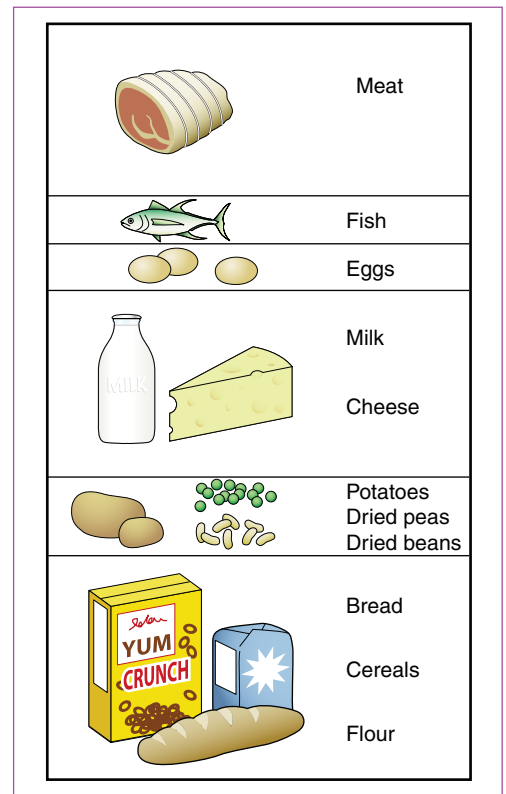 Meat
Fish
Eggs
Milk
MILK
Cheese
Potatoes
Dried peas
Dried beans
Bread
YUM
CRUNCH
Cereals
Flour